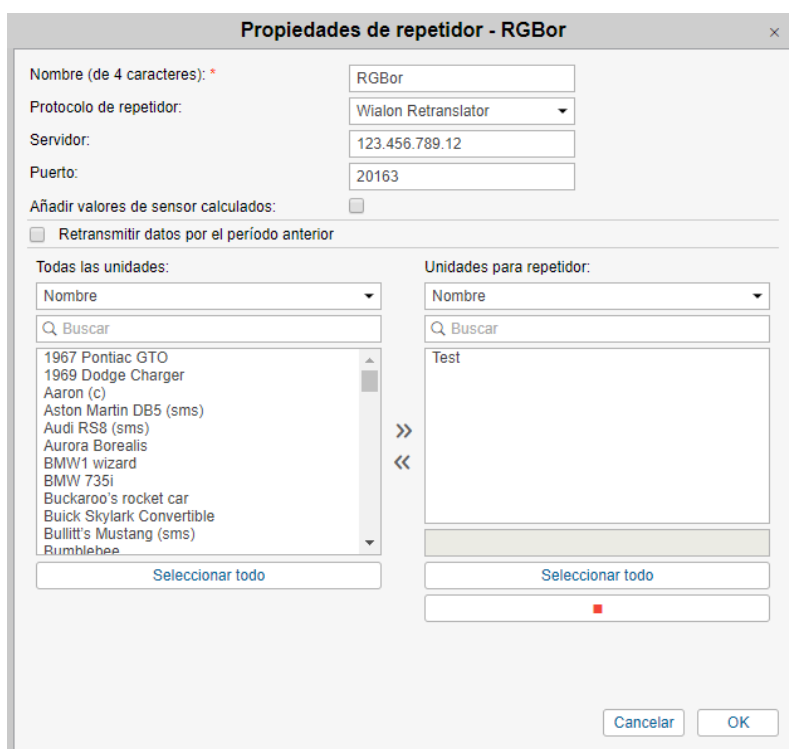 Propiedades de repetidor - RGBor
Nombre (de 4 caracteres): *
RGBor
Protocolo de repetidor:
Wialon Retranslator
Servidor:
123.456.789.12
Puerto:
20163
Añadir valores de sensor calculados:
Retransmitir datos por el período anterior
Todas las unidades:
Unidades para repetidor:
Nombre
Nombre
Buscar
Buscar
1967 Pontiac GTO
1969 Dodge Charger
Aaron (c)
Aston Martin DB5 (sms)
Audi RS8 (sms)
Aurora Borealis
BMW1 wizard
BMW 735i
Buckaroo's rocket car
Buick Skylark Convertible
Bullitt's Mustang (sms)
Bumblebee
Test
Seleccionar todo
Seleccionar todo
Cancelar
OK